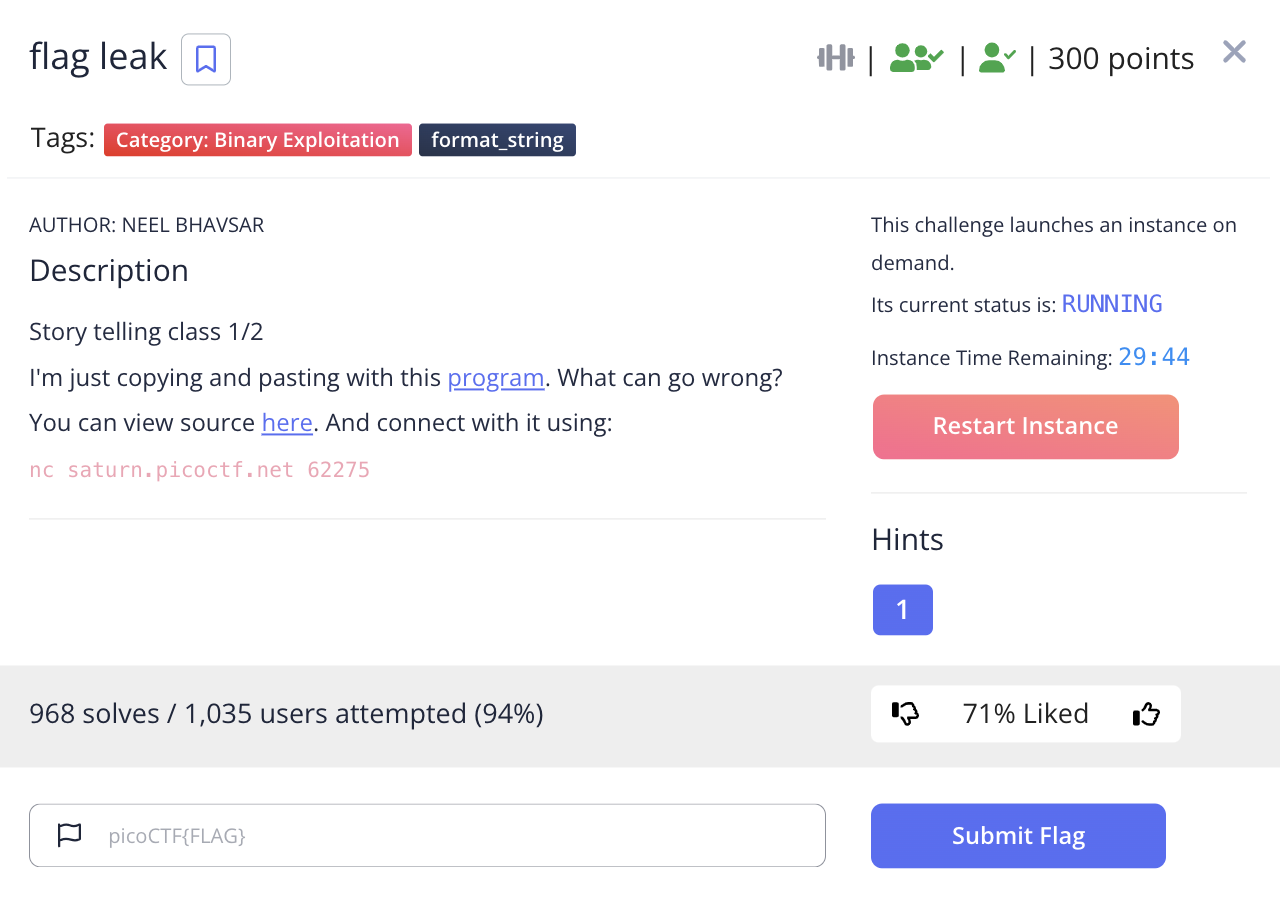 flag leak
| | | 300 points
Tags: Category: Binary Exploitation format_string
AUTHOR: NEEL BHAVSAR
Description
Story telling class 1/2
I'm just copying and pasting with this program. What can go wrong?
You can view source here. And connect with it using:
nc saturn.picoctf.net 62275
This challenge launches an instance on
demand.
Its current status is: RUNNING
Instance Time Remaining: 29:44
Restart Instance
Hints
1
968 solves / 1,035 users attempted (94%)
71% Liked
picoCTF{FLAG}
Submit Flag